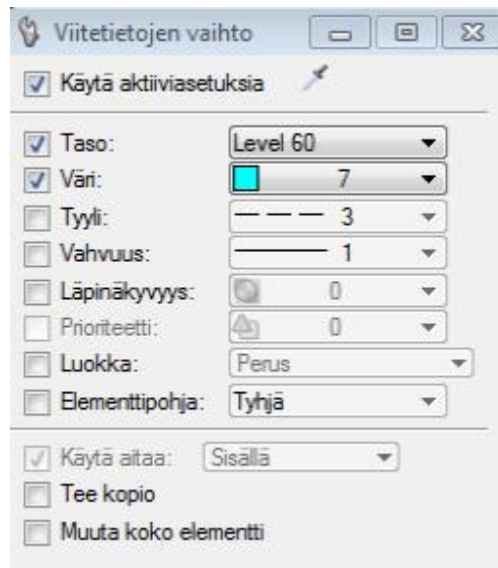 Viitetietojen vaihto
Käytä aktiiviasetuksia
Taso: Level 60
Väri: 7
Tyyli: 3
Vahvuus: 1
Läpinäkyvyys: 0
Prioriteetti: 0
Luokka: Perus
Elementtipohja: Tyhjä
Käytä aitaa: Sisällä
Tee kopio
Muuta koko elementti